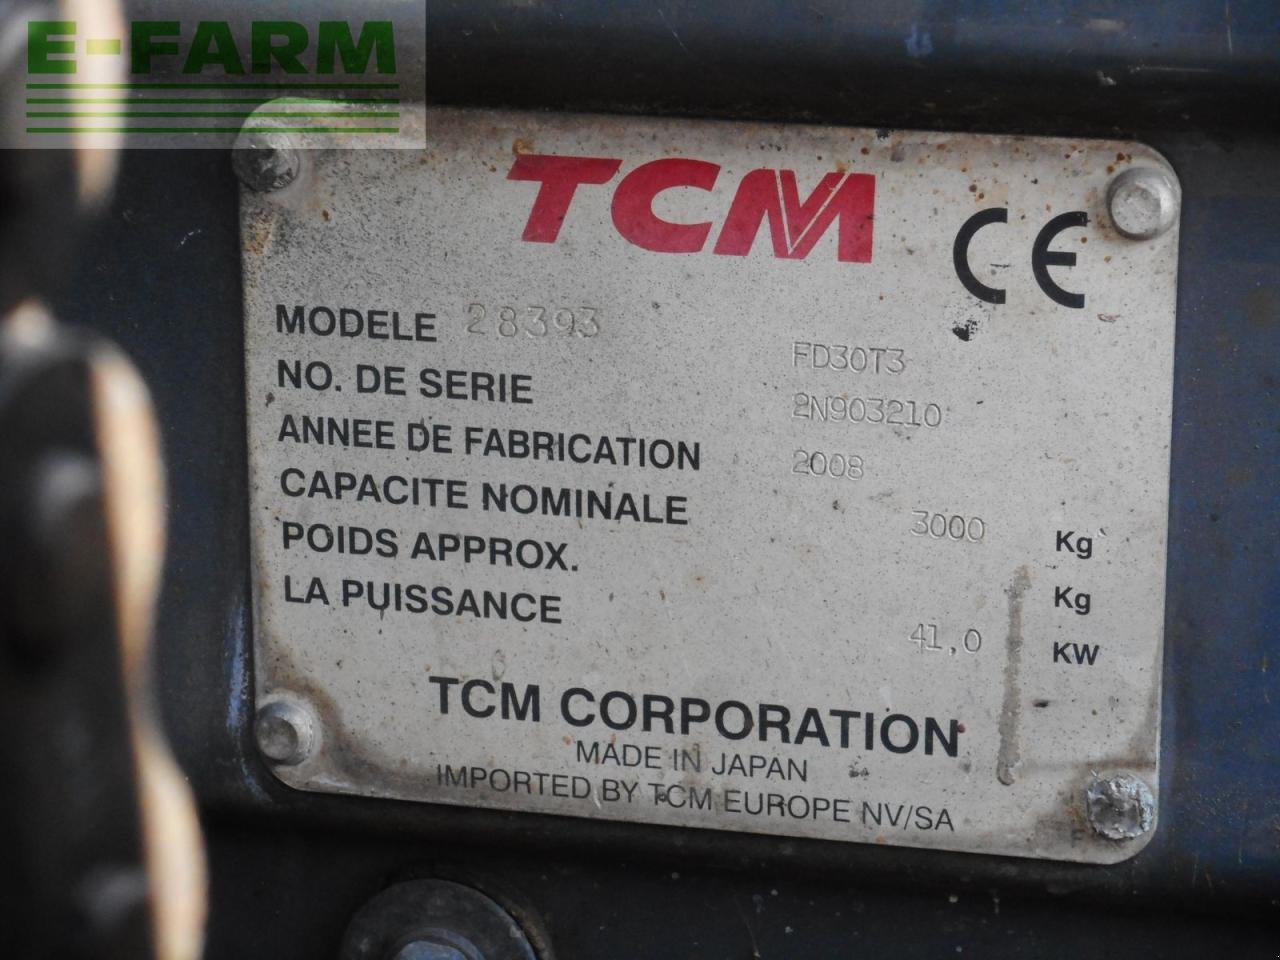 E-FARM
TCM
CE
MODELE 28393 FD30T3
NO. DE SERIE 2N903210
ANNEE DE FABRICATION 2008
CAPACITE NOMINALE 3000 Kg
POIDS APPROX. Kg
LA PUISSANCE 41,0 KW
TCM CORPORATION
MADE IN JAPAN
IMPORTED BY TCM EUROPE NV/SA
F